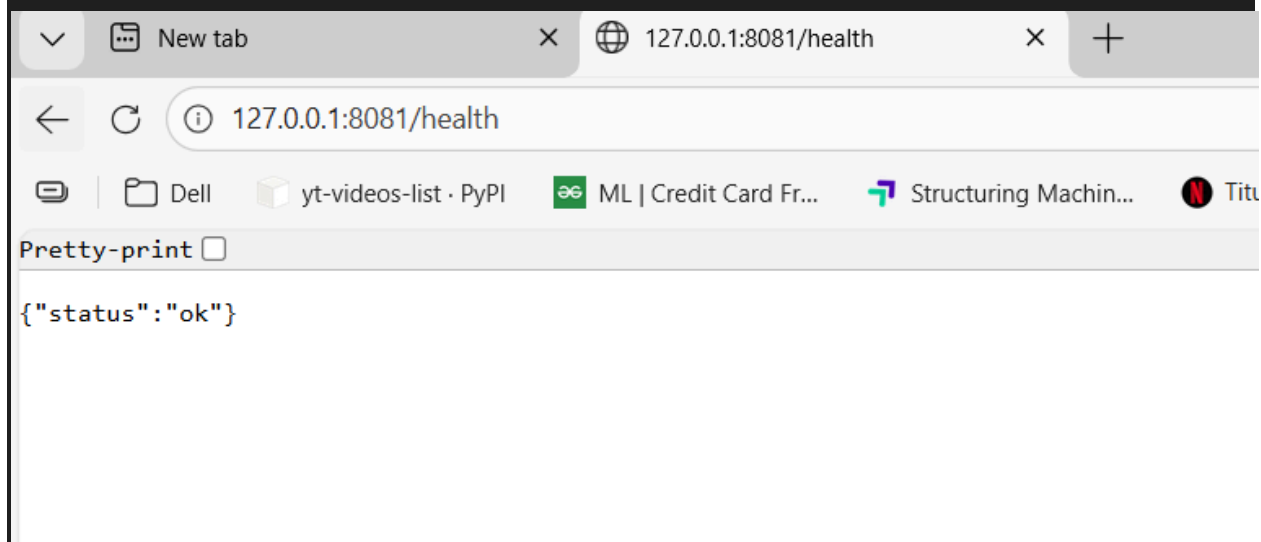 New tab
127.0.0.1:8081/health
127.0.0.1:8081/health
Dell yt-videos-list · PyPI ML | Credit Card Fr... Structuring Machin... N Titu
Pretty-print
{"status":"ok"}